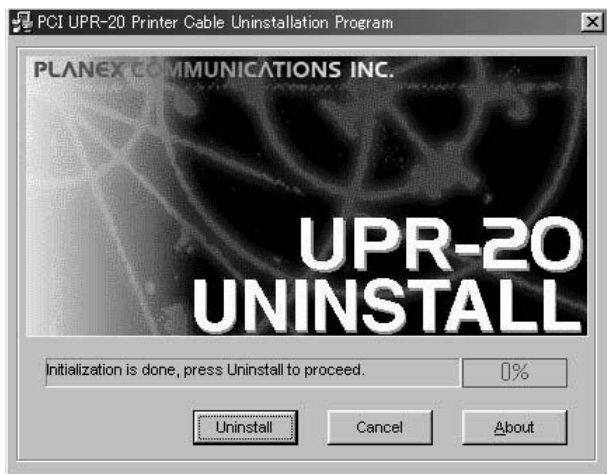 PCI UPR-20 Printer Cable Uninstallation Program
PLANEX COMMUNICATIONS INC.
UPR-20
UNINSTALL
Initialization is done, press Uninstall to proceed.
0%
Uninstall
Cancel
About